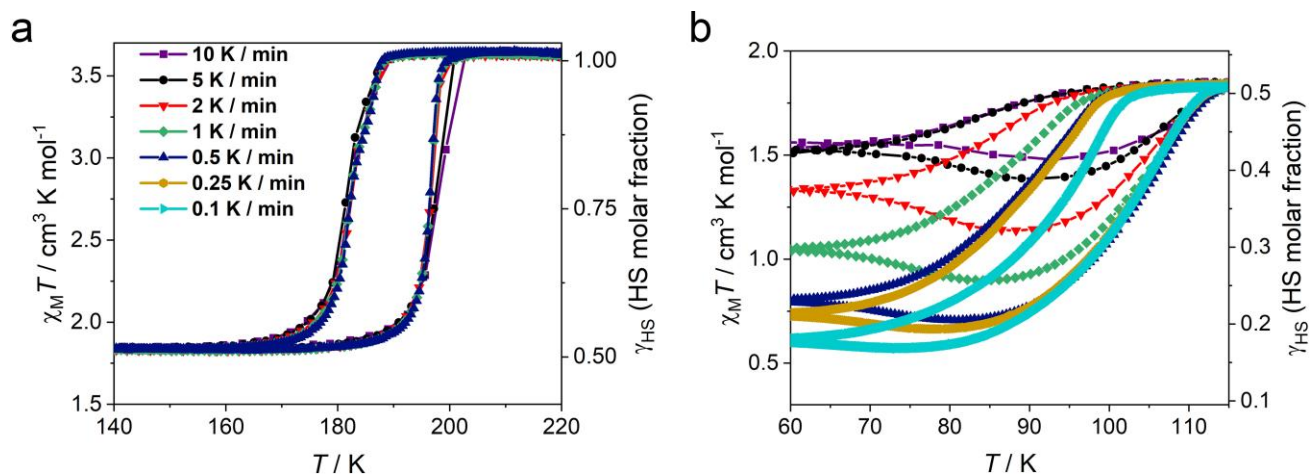 a
χMT / cm³ K mol⁻¹
3.5
3.0
2.5
2.0
1.5
10 K / min
5 K / min
2 K / min
1 K / min
0.5 K / min
0.25 K / min
0.1 K / min
1.00
0.75
0.50
γHS (HS molar fraction)
140
160
180
200
220
T / K
b
χMT / cm³ K mol⁻¹
2.0
1.5
1.0
0.5
0.5
0.4
0.3
0.2
0.1
γHS (HS molar fraction)
60
70
80
90
100
110
T / K